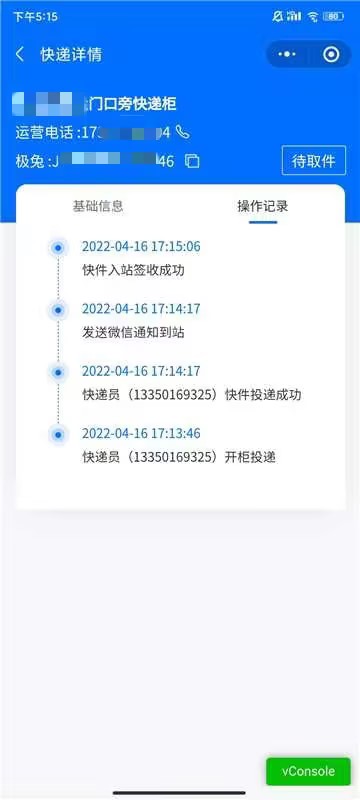 下午5:15
80
快递详情
门口旁快递柜
运营电话 :17 4
极兔 :J 46
待取件
基础信息
操作记录
2022-04-16 17:15:06
快件入站签收成功
2022-04-16 17:14:17
发送微信通知到站
2022-04-16 17:14:17
快递员（13350169325）快件投递成功
2022-04-16 17:13:46
快递员（13350169325）开柜投递
vConsole